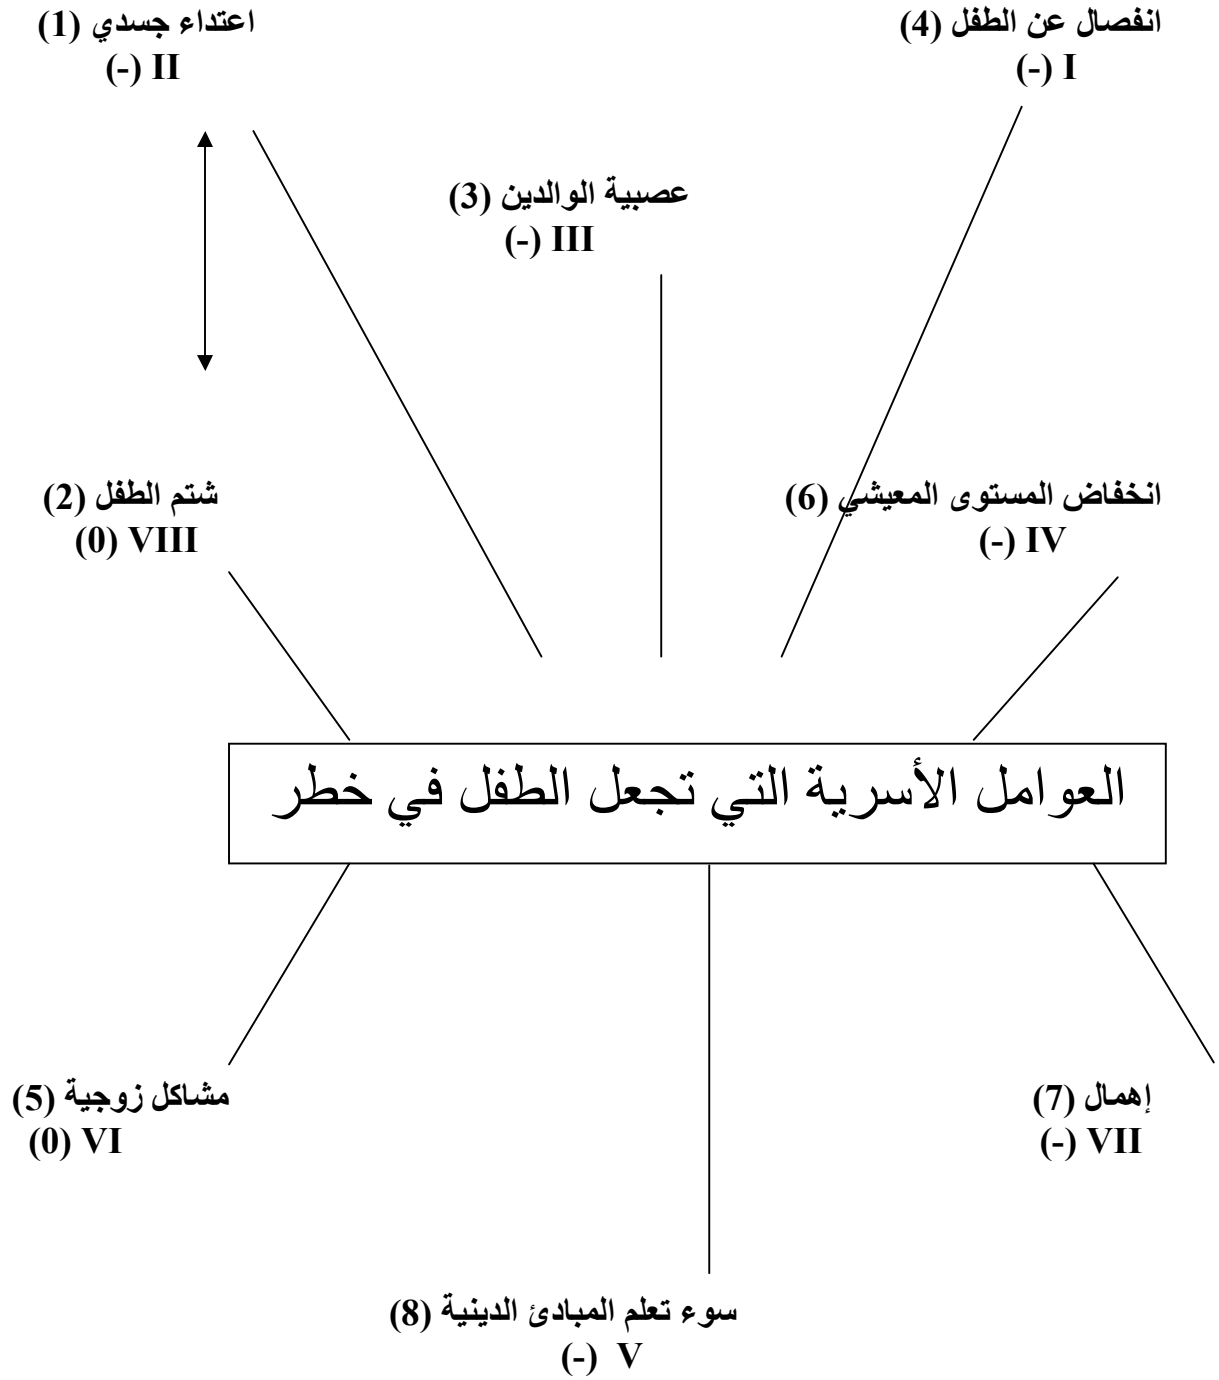 انفصال عن الطفل (4)
I (-)
اعتداء جسدي (1)
II (-)
عصبية الوالدين (3)
III (-)
انخفاض المستوى المعيشي (6)
IV (-)
شتم الطفل (2)
VIII (0)
العوامل الأسرية التي تجعل الطفل في خطر
إهمال (7)
VII (-)
مشاكل زوجية (5)
VI (0)
سوء تعلم المبادئ الدينية (8)
V (-)